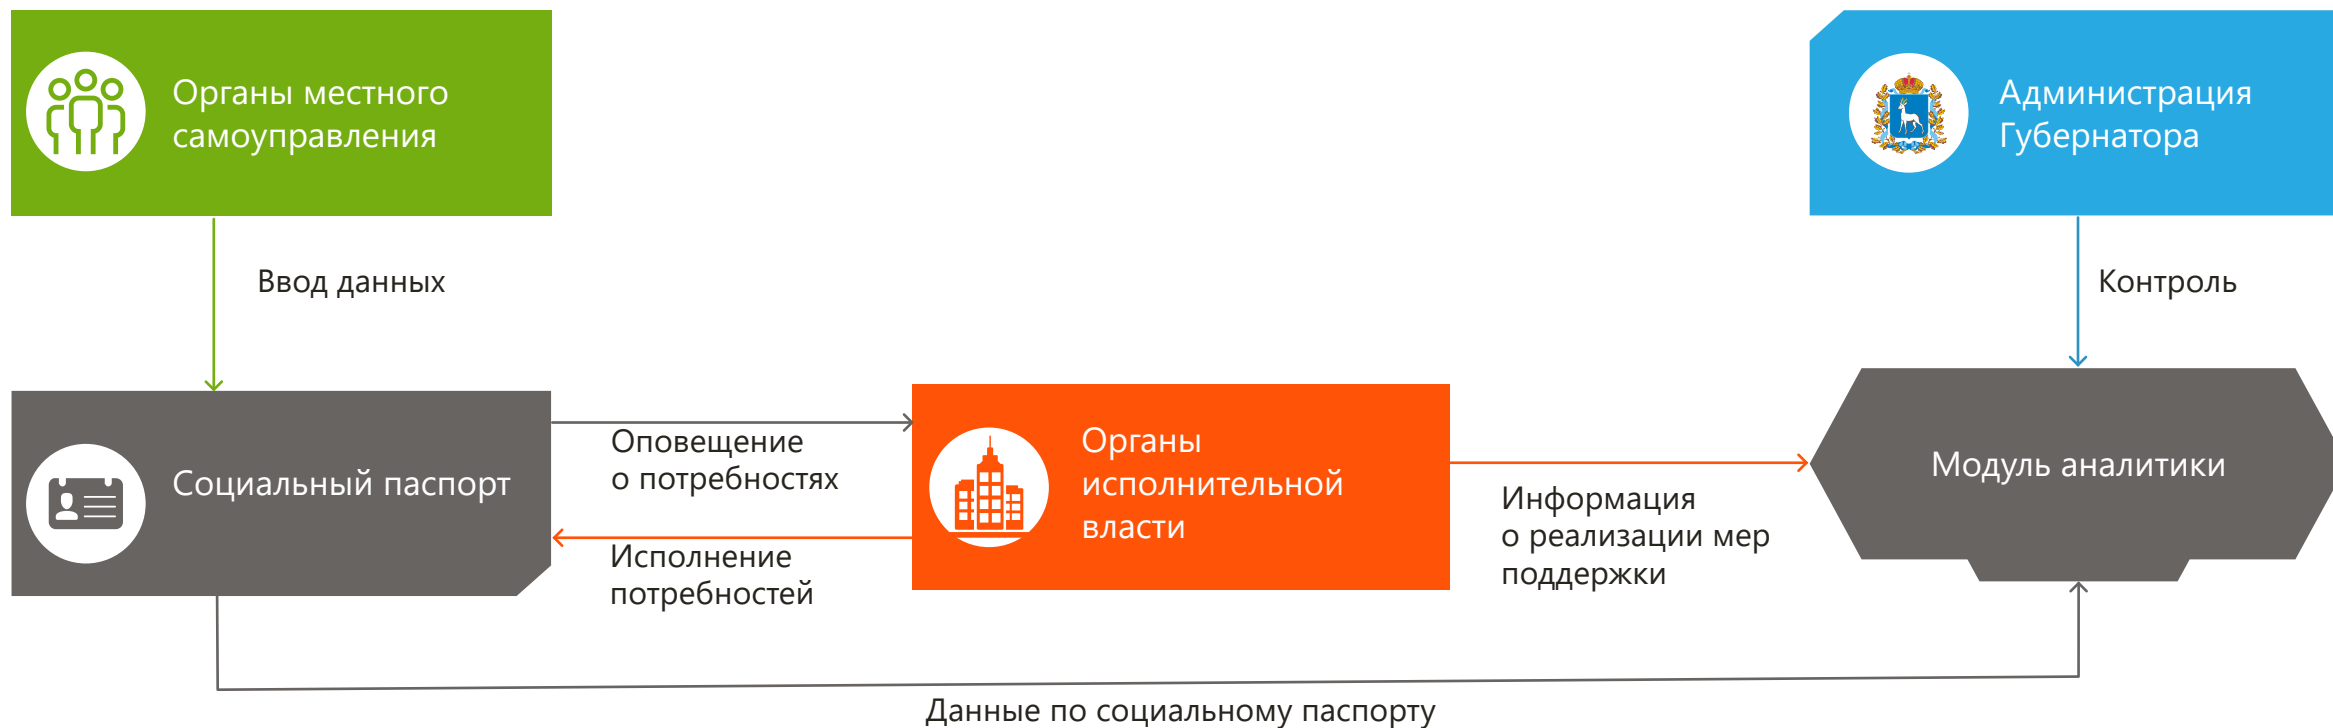 Органы местного
самоуправления
Администрация
Губернатора
Ввод данных
Контроль
Социальный паспорт
Оповещение
о потребностях
Исполнение
потребностей
Органы
исполнительной
власти
Информация
о реализации мер
поддержки
Модуль аналитики
Данные по социальному паспорту